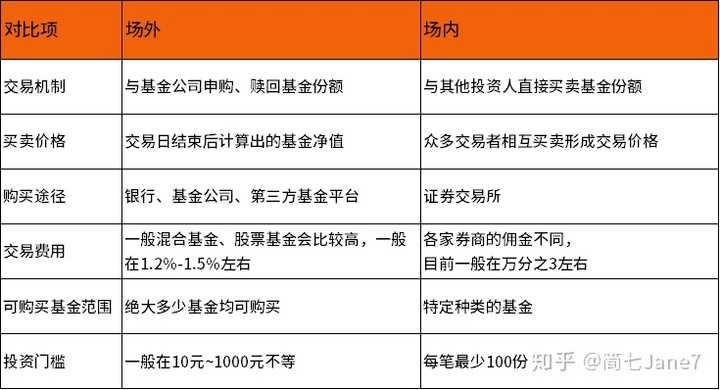 对比项 场外 场内
交易机制 与基金公司申购、赎回基金份额 与其他投资人直接买卖基金份额
买卖价格 交易日结束后计算出的基金净值 众多交易者相互买卖形成交易价格
购买途径 银行、基金公司、第三方基金平台 证券交易所
交易费用 一般混合基金、股票基金会比较高，一般
在1.2%-1.5%左右 各家券商的佣金不同，
目前一般在万分之3左右
可购买基金范围 绝大多少基金均可购买 特定种类的基金
投资门槛 一般在10元~1000元不等 每笔最少100份
知乎 @简七Jane7